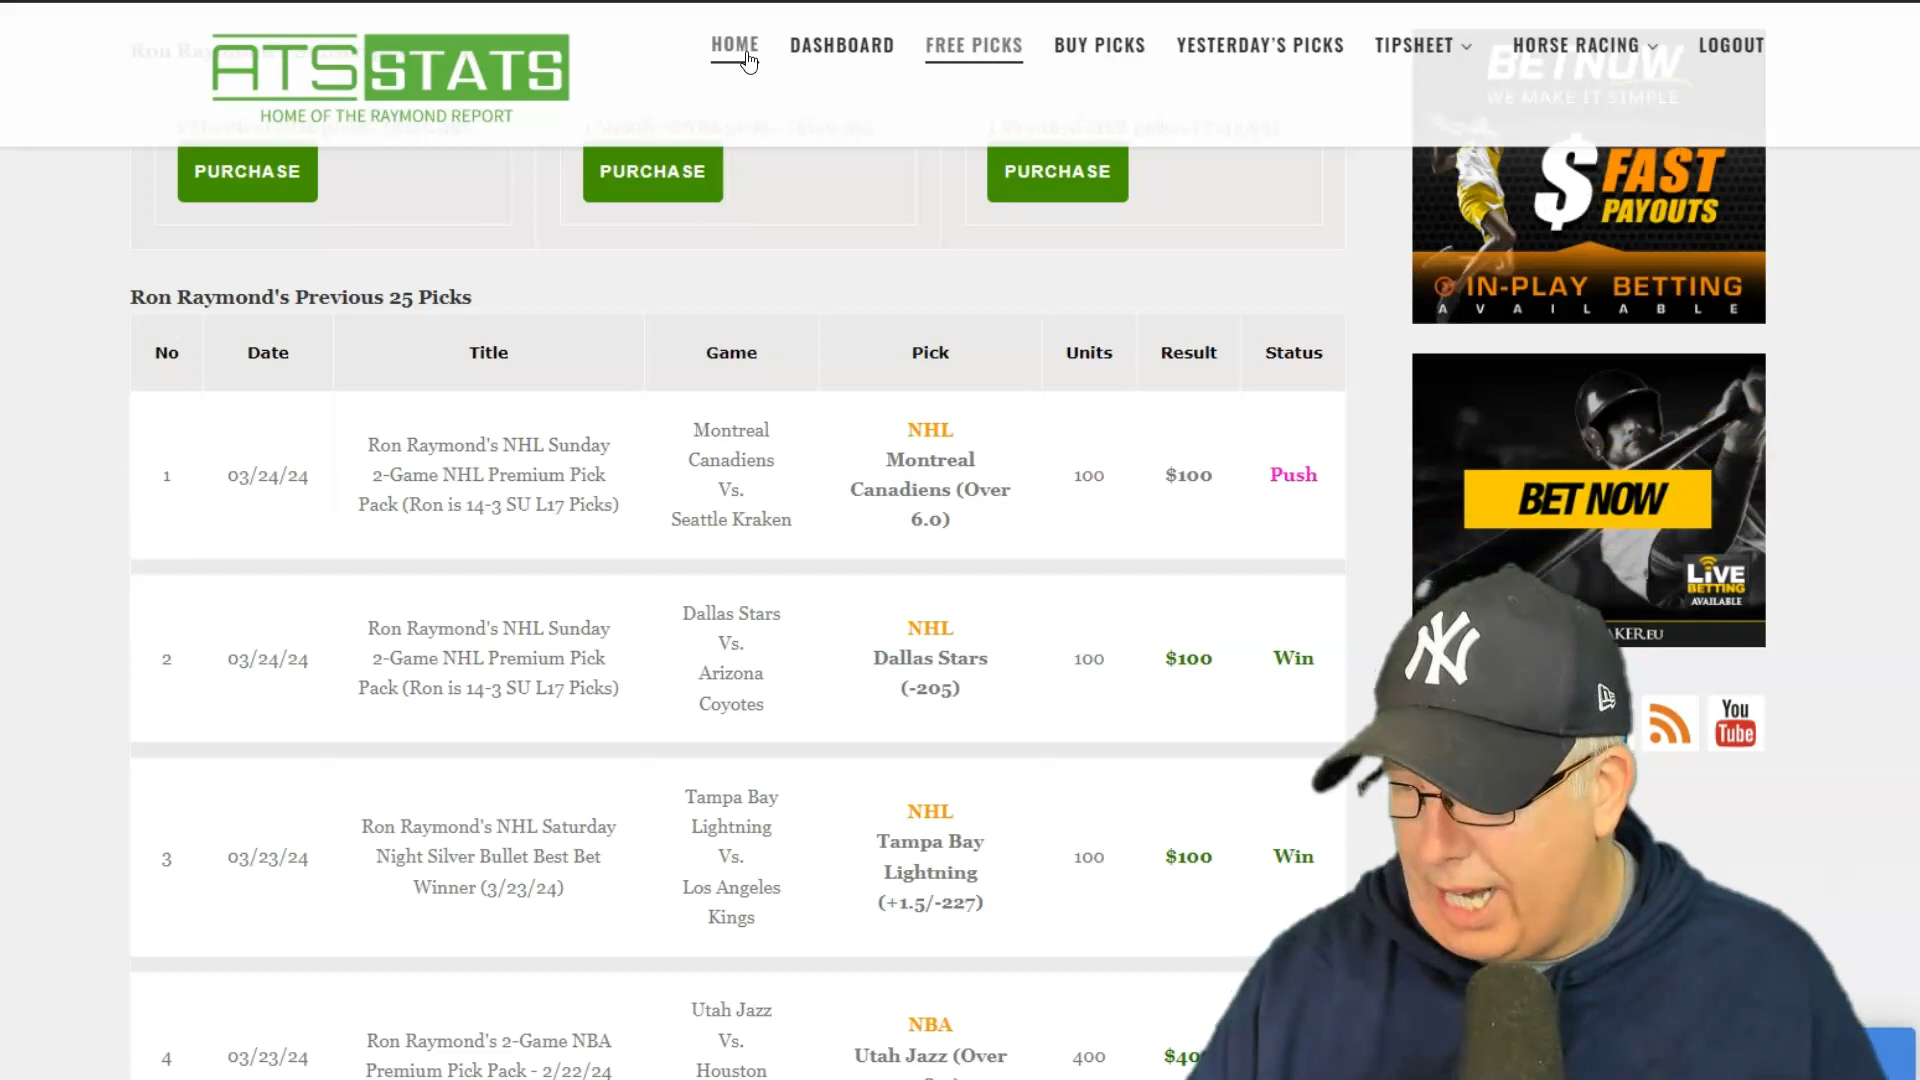 ATS STATS
HOME OF THE RAYMOND REPORT
HOME
DASHBOARD
FREE PICKS
BUY PICKS
YESTERDAY'S PICKS
TIPSHEET
HORSE RACING
LOGOUT
PURCHASE
PURCHASE
PURCHASE
BETNOW
WE MAKE IT SIMPLE
$ FAST
PAYOUTS
IN-PLAY BETTING
AVAILABLE
Ron Raymond's Previous 25 Picks
No Date Title Game Pick Units Result Status
1
03/24/24
Ron Raymond's NHL Sunday
2-Game NHL Premium Pick
Pack (Ron is 14-3 SU L17 Picks)
Montreal
Canadiens
Vs.
Seattle Kraken
NHL
Montreal
Canadiens (Over
6.0)
100
$100
Push
2
03/24/24
Ron Raymond's NHL Sunday
2-Game NHL Premium Pick
Pack (Ron is 14-3 SU L17 Picks)
Dallas Stars
Vs.
Arizona
Coyotes
NHL
Dallas Stars
(-205)
100
$100
Win
3
03/23/24
Ron Raymond's NHL Saturday
Night Silver Bullet Best Bet
Winner (3/23/24)
Tampa Bay
Lightning
Vs.
Los Angeles
Kings
NHL
Tampa Bay
Lightning
(+1.5/-227)
100
$100
Win
4
03/23/24
Ron Raymond's 2-Game NBA
Premium Pick Pack - 2/22/24
Utah Jazz
Vs.
Houston
NBA
Utah Jazz (Over
400
$40
BET NOW
LiVE
BETTING
AVAILABLE
AKER.EU
NY
You
Tube